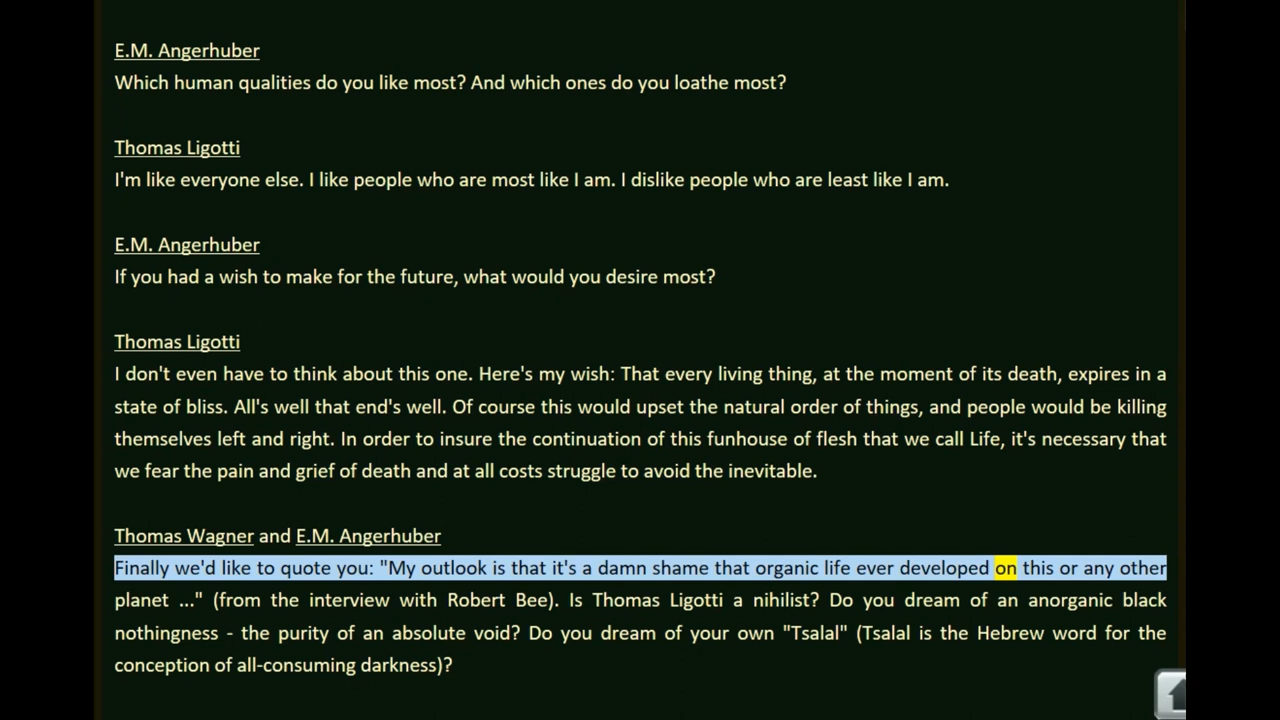 E.M. Angerhuber
Which human qualities do you like most? And which ones do you loathe most?
Thomas Ligotti
I'm like everyone else. I like people who are most like I am. I dislike people who are least like I am.
E.M. Angerhuber
If you had a wish to make for the future, what would you desire most?
Thomas Ligotti
I don't even have to think about this one. Here's my wish: That every living thing, at the moment of its death, expires in a
state of bliss. All's well that end's well. Of course this would upset the natural order of things, and people would be killing
themselves left and right. In order to insure the continuation of this funhouse of flesh that we call Life, it's necessary that
we fear the pain and grief of death and at all costs struggle to avoid the inevitable.
Thomas Wagner and E.M. Angerhuber
Finally we'd like to quote you: "My outlook is that it's a damn shame that organic life ever developed on this or any other
planet ..." (from the interview with Robert Bee). Is Thomas Ligotti a nihilist? Do you dream of an anorganic black
nothingness - the purity of an absolute void? Do you dream of your own "Tsalal" (Tsalal is the Hebrew word for the
conception of all-consuming darkness)?